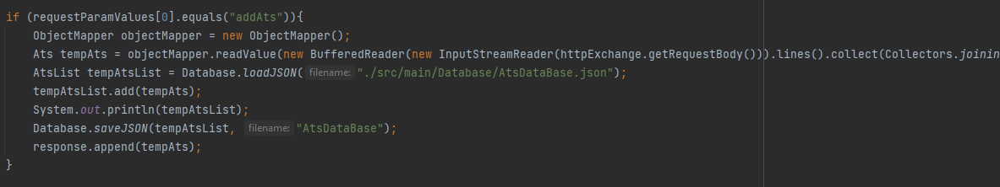 if (requestParamValues[0].equals("addAts")){
    ObjectMapper objectMapper = new ObjectMapper();
    Ats tempAts = objectMapper.readValue(new BufferedReader(new InputStreamReader(httpExchange.getRequestBody())).lines().collect(Collectors.joinin
    AtsList tempAtsList = Database.loadJSON( filename: "./src/main/Database/AtsDataBase.json");
    tempAtsList.add(tempAts);
    System.out.println(tempAtsList);
    Database.saveJSON(tempAtsList, filename: "AtsDataBase");
    response.append(tempAts);
}